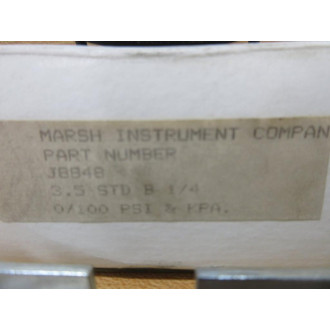 MARSH INSTRUMENT COMPAN
PART NUMBER
J8848
3.5 STD B 1/4
0/100 PSI & KPA.